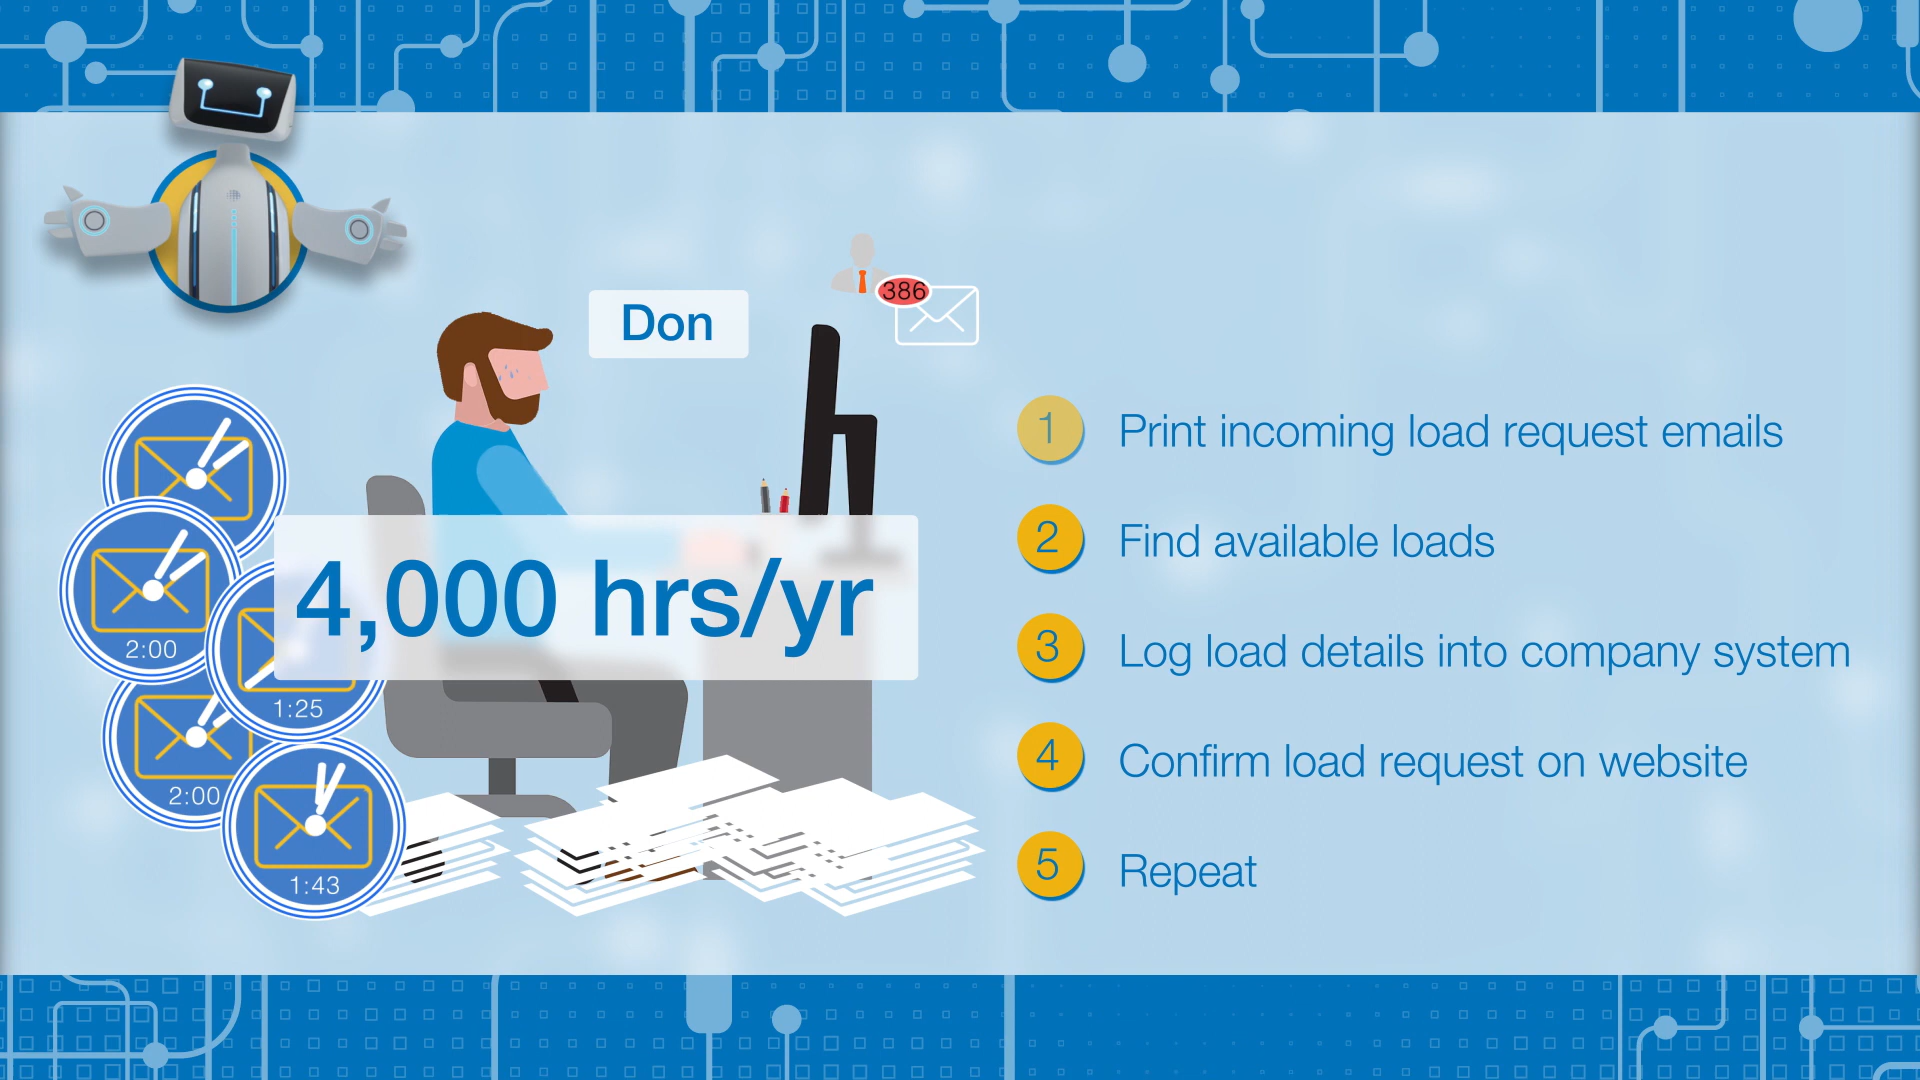 386
Don
4,000 hrs/yr
2:00
1:25
2:00
1:43
1 Print incoming load request emails
2 Find available loads
3 Log load details into company system
4 Confirm load request on website
5 Repeat